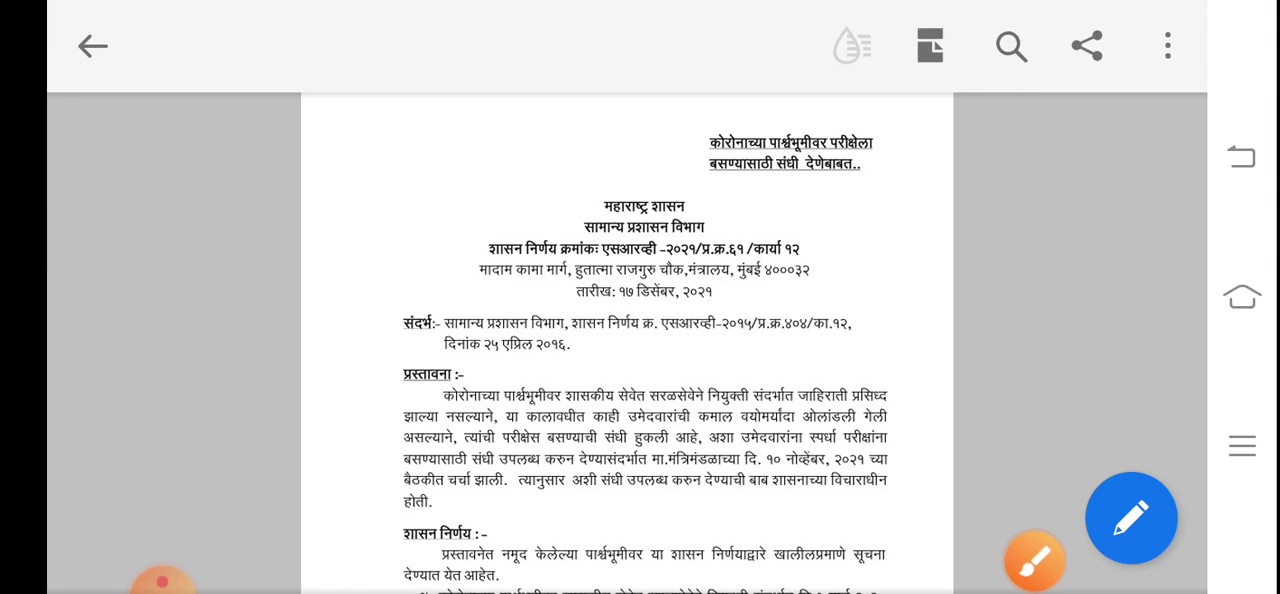 कोरोनाच्या पार्श्वभूमीवर परीक्षेला
बसण्यासाठी संधी देणेबाबत..
महाराष्ट्र शासन
सामान्य प्रशासन विभाग
शासन निर्णय क्रमांकः एसआरव्ही -२०२१/प्र.क्र.६१ /कार्या १२
मादाम कामा मार्ग, हुतात्मा राजगुरु चौक,मंत्रालय, मुंबई ४०००३२
तारीख: १७ डिसेंबर, २०२१
संदर्भ:- सामान्य प्रशासन विभाग, शासन निर्णय क्र. एसआरव्ही-२०१५/प्र.क्र.४०४/का.१२,
दिनांक २५ एप्रिल २०१६.
प्रस्तावना :-
कोरोनाच्या पार्श्वभूमीवर शासकीय सेवेत सरळसेवेने नियुक्ती संदर्भात जाहिराती प्रसिध्द
झाल्या नसल्याने, या कालावधीत काही उमेदवारांची कमाल वयोमर्यादा ओलांडली गेली
असल्याने, त्यांची परीक्षेस बसण्याची संधी हुकली आहे, अशा उमेदवारांना स्पर्धा परीक्षांना
बसण्यासाठी संधी उपलब्ध करुन देण्यासंदर्भात मा.मंत्रिमंडळाच्या दि. १० नोव्हेंबर, २०२१ च्या
बैठकीत चर्चा झाली. त्यानुसार अशी संधी उपलब्ध करुन देण्याची बाब शासनाच्या विचाराधीन
होती.
शासन निर्णय :-
प्रस्तावनेत नमूद केलेल्या पार्श्वभूमीवर या शासन निर्णयाद्वारे खालीलप्रमाणे सूचना
देण्यात येत आहेत.